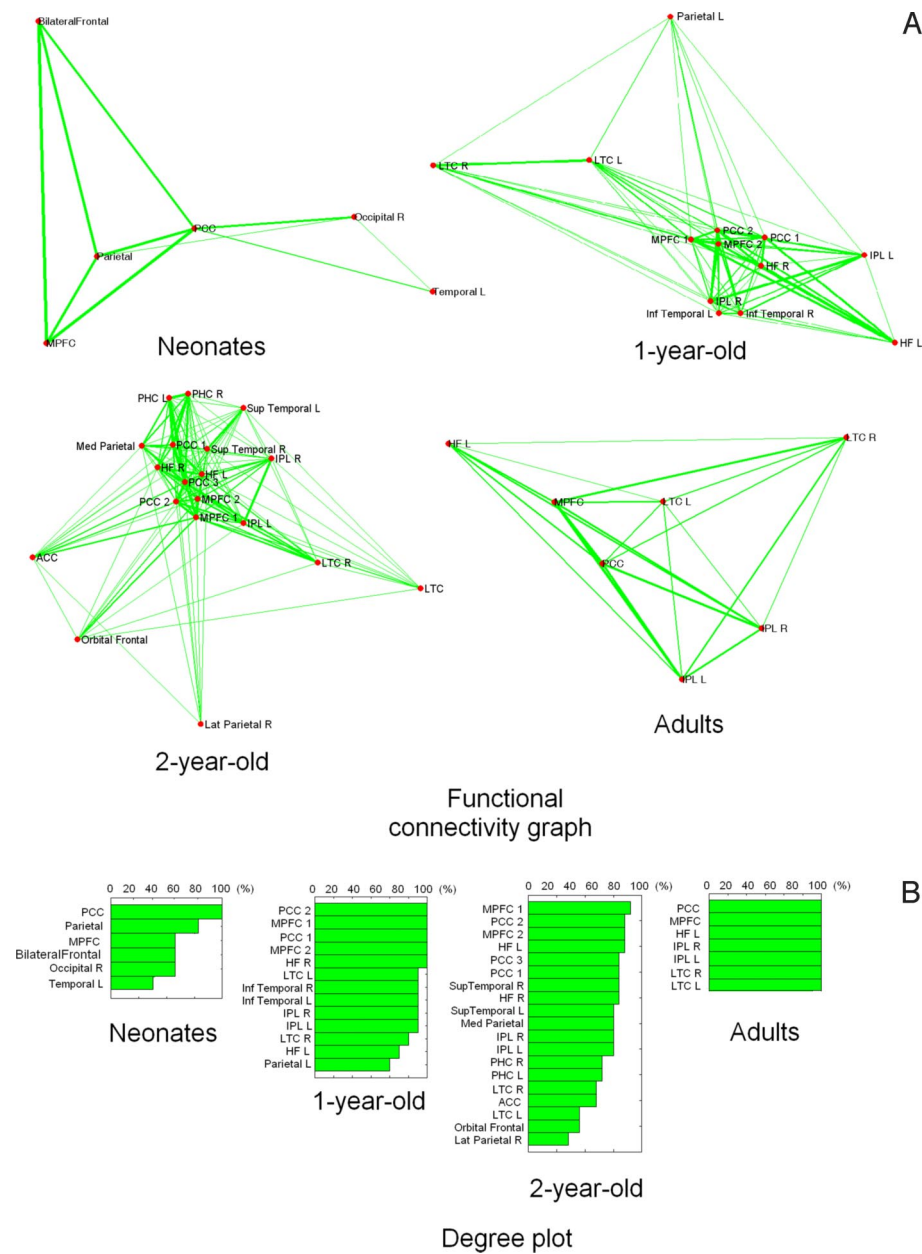 A
BilateralFrontal
PCC
Occipital R
Parietal
Temporal L
MPFC
Neonates
Parietal L
LTC R
LTC L
PCC 2
MPFC 1
PCC 1
MPFC 2
IPL L
HF R
IPL R
Inf Temporal L
Inf Temporal R
HF L
1-year-old
PHC L
PHC R
Sup Temporal L
Med Parietal
PCC 1
Sup Temporal R
IPL R
HF R
HF L
PCC 3
PCC 2
MPFC 2
MPFC 1
IPL L
ACC
LTC R
LTC
Orbital Frontal
Lat Parietal R
2-year-old
HF L
LTC R
MPFC
LTC L
PCC
IPL R
IPL L
Adults
Functional
connectivity graph
B
0 20 40 60 80 100 (%)
PCC
Parietal
MPFC
BilateralFrontal
Occipital R
Temporal L
Neonates
0 20 40 60 80 100 (%)
PCC 2
MPFC 1
PCC 1
MPFC 2
HF R
LTC L
Inf Temporal R
Inf Temporal L
IPL R
IPL L
LTC R
HF L
Parietal L
1-year-old
0 20 40 60 80 100 (%)
MPFC 1
PCC 2
MPFC 2
HF L
PCC 3
PCC 1
SupTemporal R
HF R
SupTemporal L
Med Parietal
IPL R
IPL L
PHC R
PHC L
LTC R
ACC
LTC L
Orbital Frontal
Lat Parietal R
2-year-old
0 20 40 60 80 100 (%)
PCC
MPFC
HF L
IPL R
IPL L
LTC R
LTC L
Adults
Degree plot